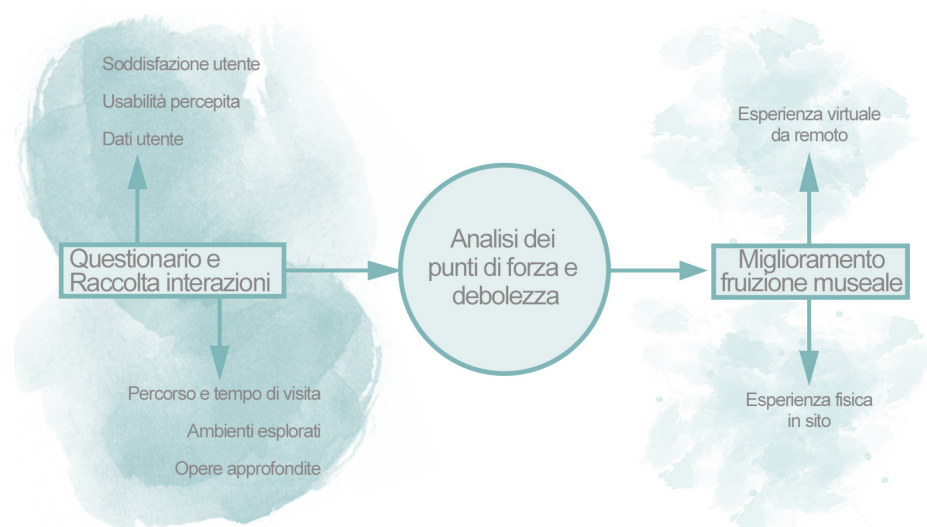 Soddisfazione utente
Usabilità percepita
Dati utente
Questionario e
Raccolta interazioni
Percorso e tempo di visita
Ambienti esplorati
Opere approfondite
Analisi dei
punti di forza e
debolezza
Esperienza virtuale
da remoto
Miglioramento
fruizione museale
Esperienza fisica
in sito